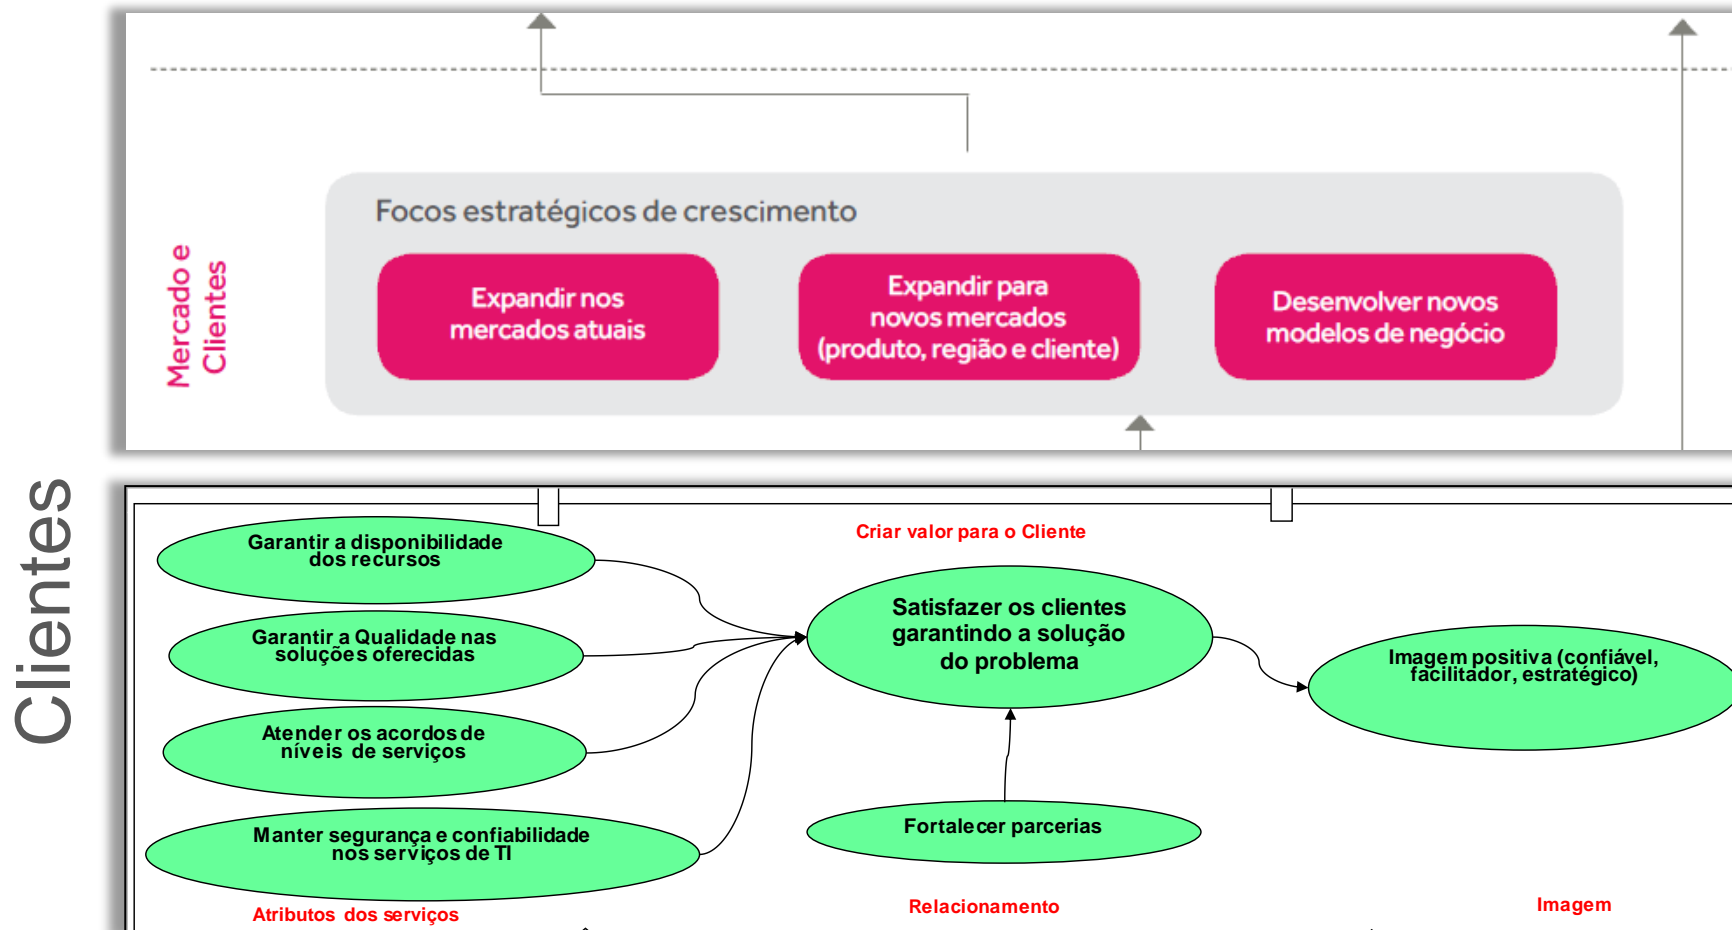 Clientes
Mercado e
Clientes
Focos estratégicos de crescimento
Expandir nos
mercados atuais
Expandir para
novos mercados
(produto, região e cliente)
Desenvolver novos
modelos de negócio
Criar valor para o Cliente
Garantir a disponibilidade
dos recursos
Garantir a Qualidade nas
soluções oferecidas
Atender os acordos de
níveis de serviços
Manter segurança e confiabilidade
nos serviços de TI
Atributos dos serviços
Satisfazer os clientes
garantindo a solução
do problema
Fortalecer parcerias
Relacionamento
Imagem positiva (confiável,
facilitador, estratégico)
Imagem